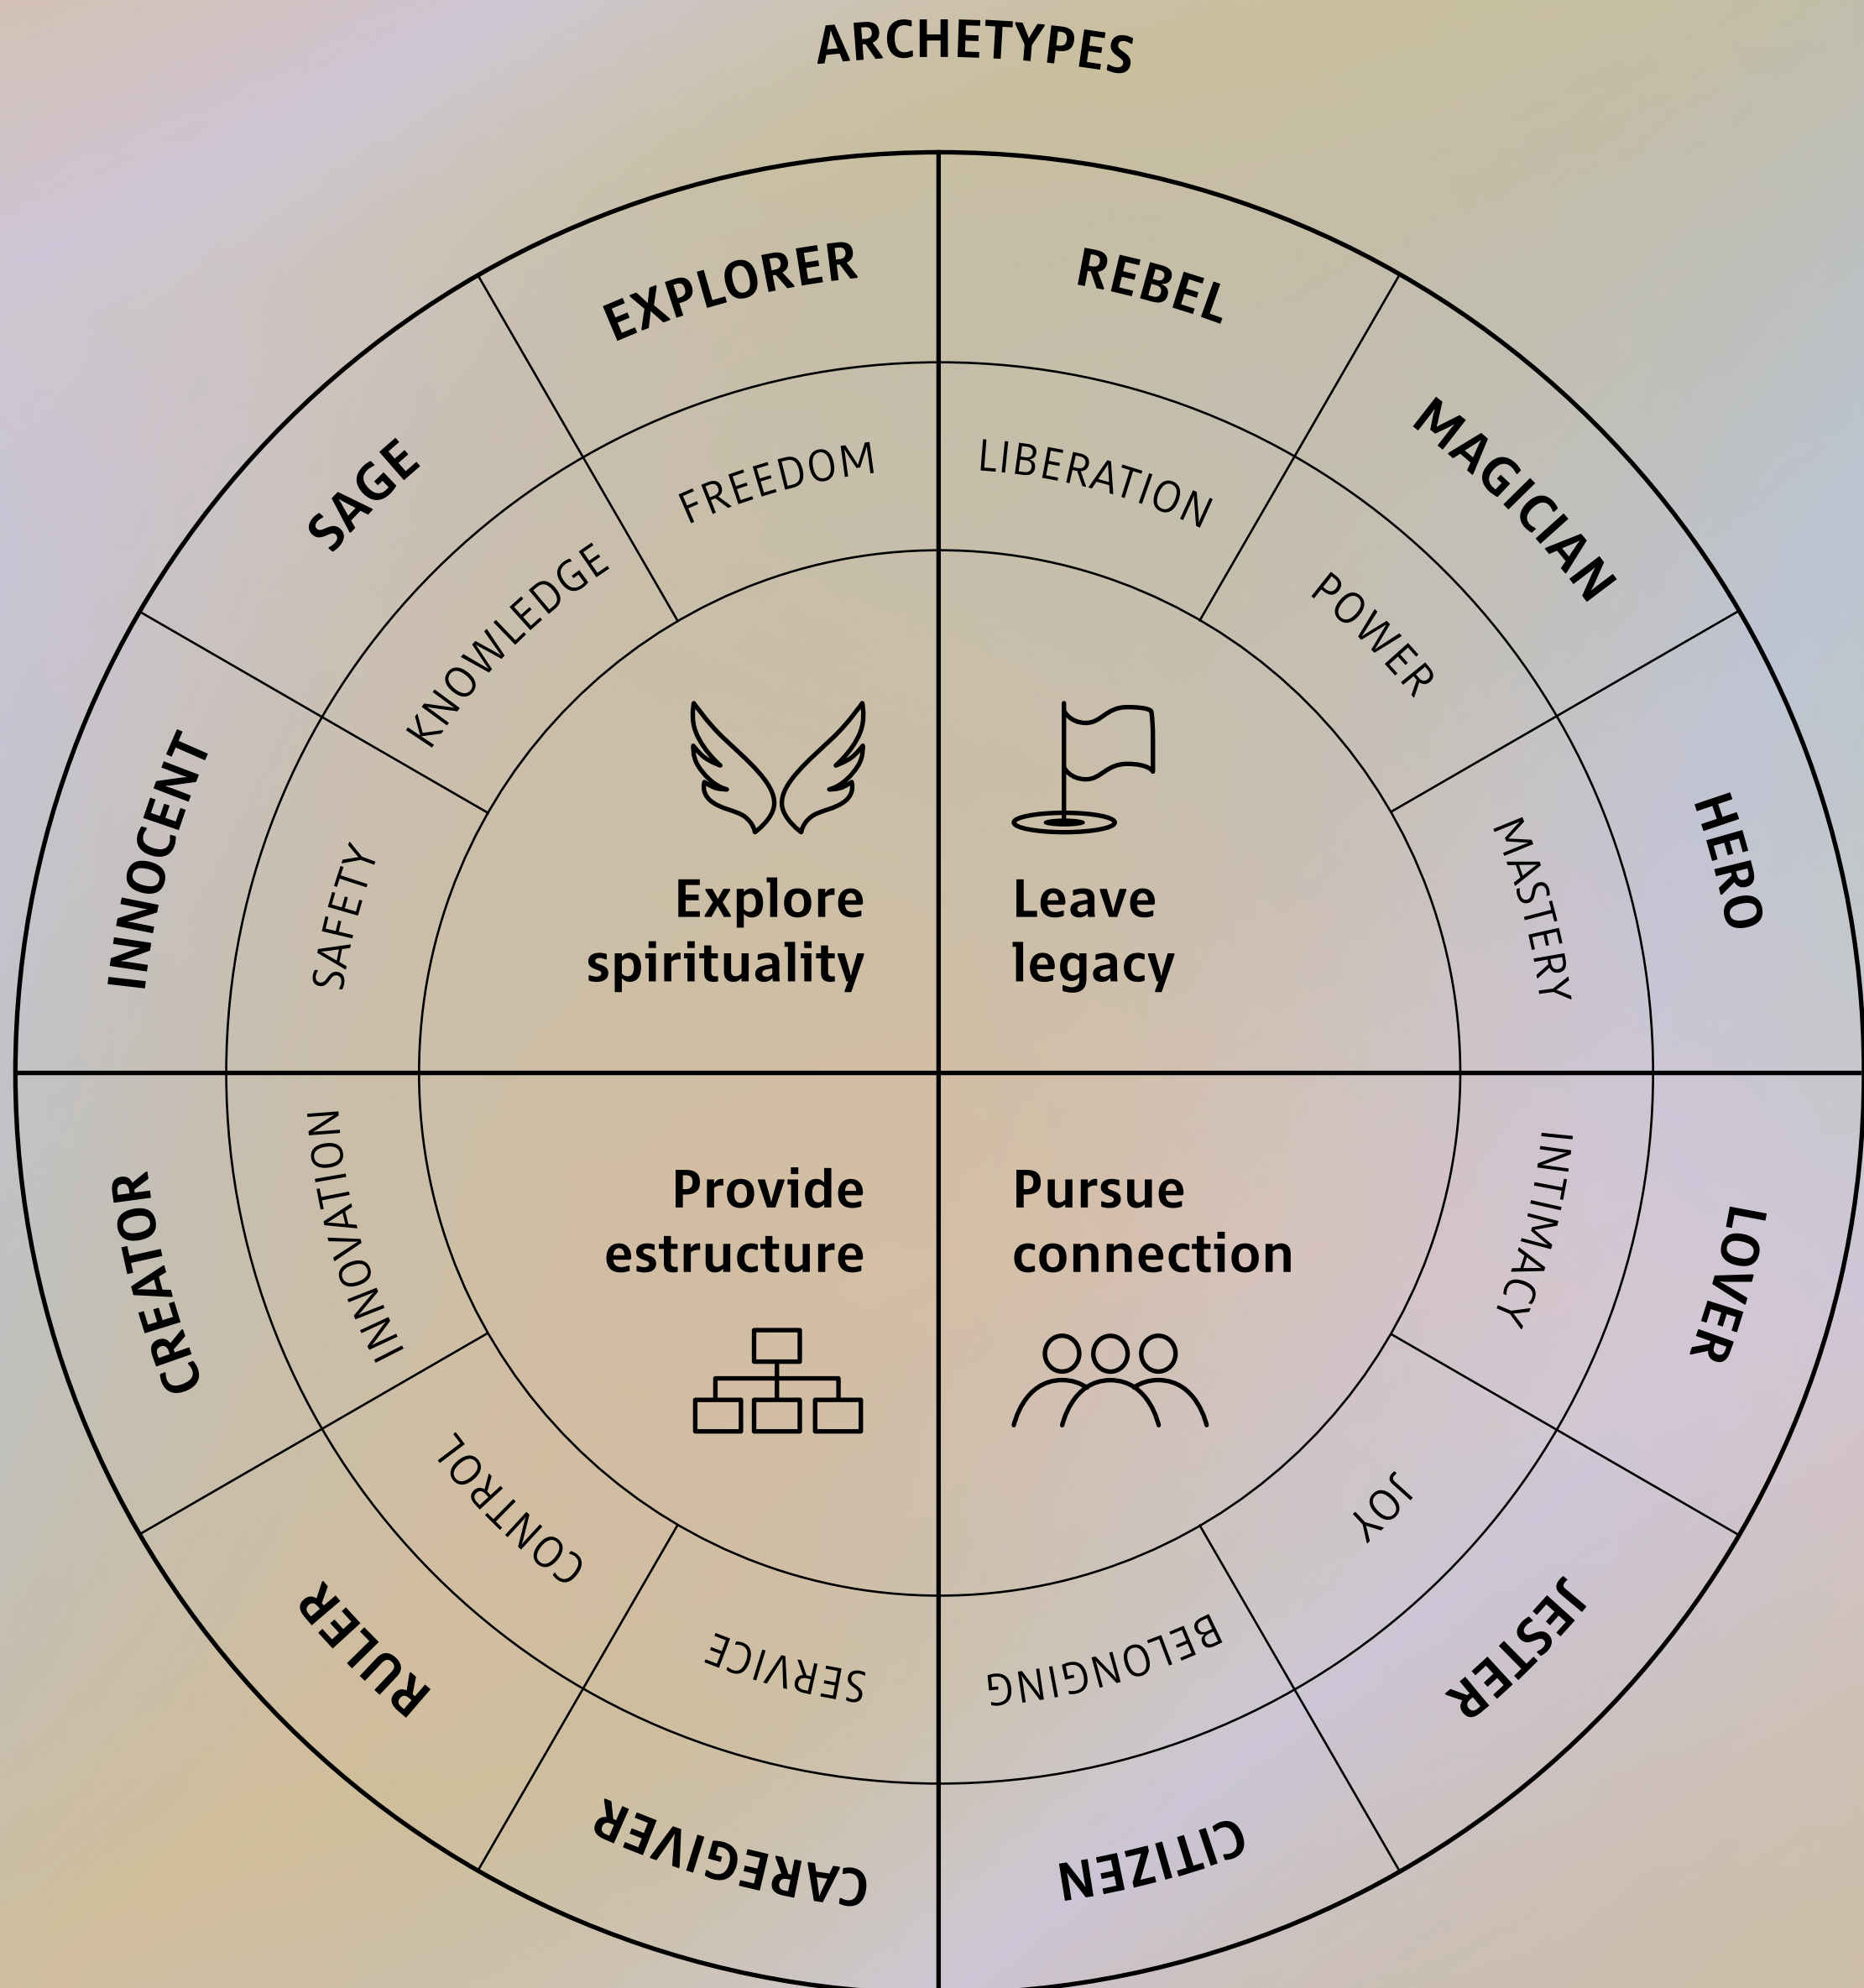 ARCHETYPES
EXPLORER
REBEL
MAGICIAN
HERO
LOVER
JESTER
CITIZEN
CAREGIVER
RULER
CREATOR
INNOCENT
SAGE
FREEDOM
LIBERATION
POWER
MASTERY
INTIMACY
JOY
BELONGING
SERVICE
CONTROL
INNOVATION
SAFETY
KNOWLEDGE
Explore
spirituality
Leave
legacy
Provide
estructure
Pursue
connection